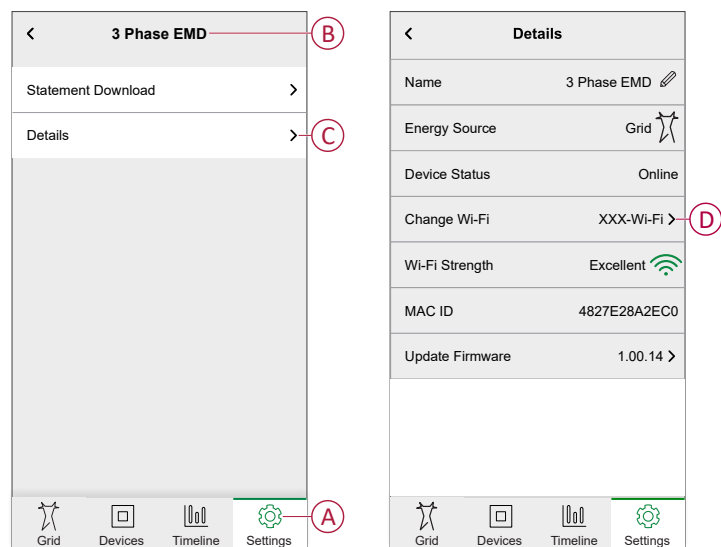 3 Phase EMD
B
Statement Download
Details
C
Grid
Devices
Timeline
Settings
A
Details
Name 3 Phase EMD
Energy Source Grid
Device Status Online
Change Wi-Fi XXX-Wi-Fi
D
Wi-Fi Strength Excellent
MAC ID 4827E28A2EC0
Update Firmware 1.00.14
Grid
Devices
Timeline
Settings